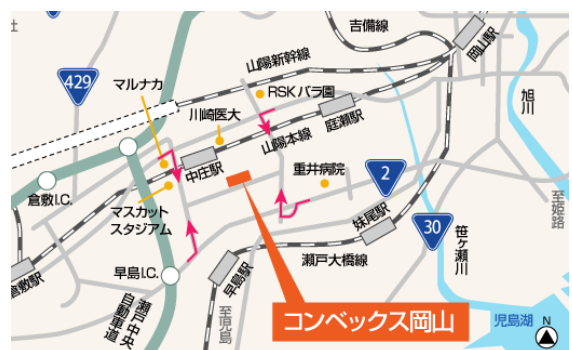 社
吉備線
岡山駅
山陽新幹線
429
マルナカ
RSKバラ園
川崎医大
庭瀬駅
旭川
山陽本線
中庄駅
重井病院
2
倉敷I.C.
マスカット
スタジアム
妹尾駅
至姫路
30
笹ヶ瀬川
早島I.C.
瀬戸大橋線
倉敷駅
早島駅
瀬戸中央
自動車道
至児島
コンベックス岡山
児島湖
N